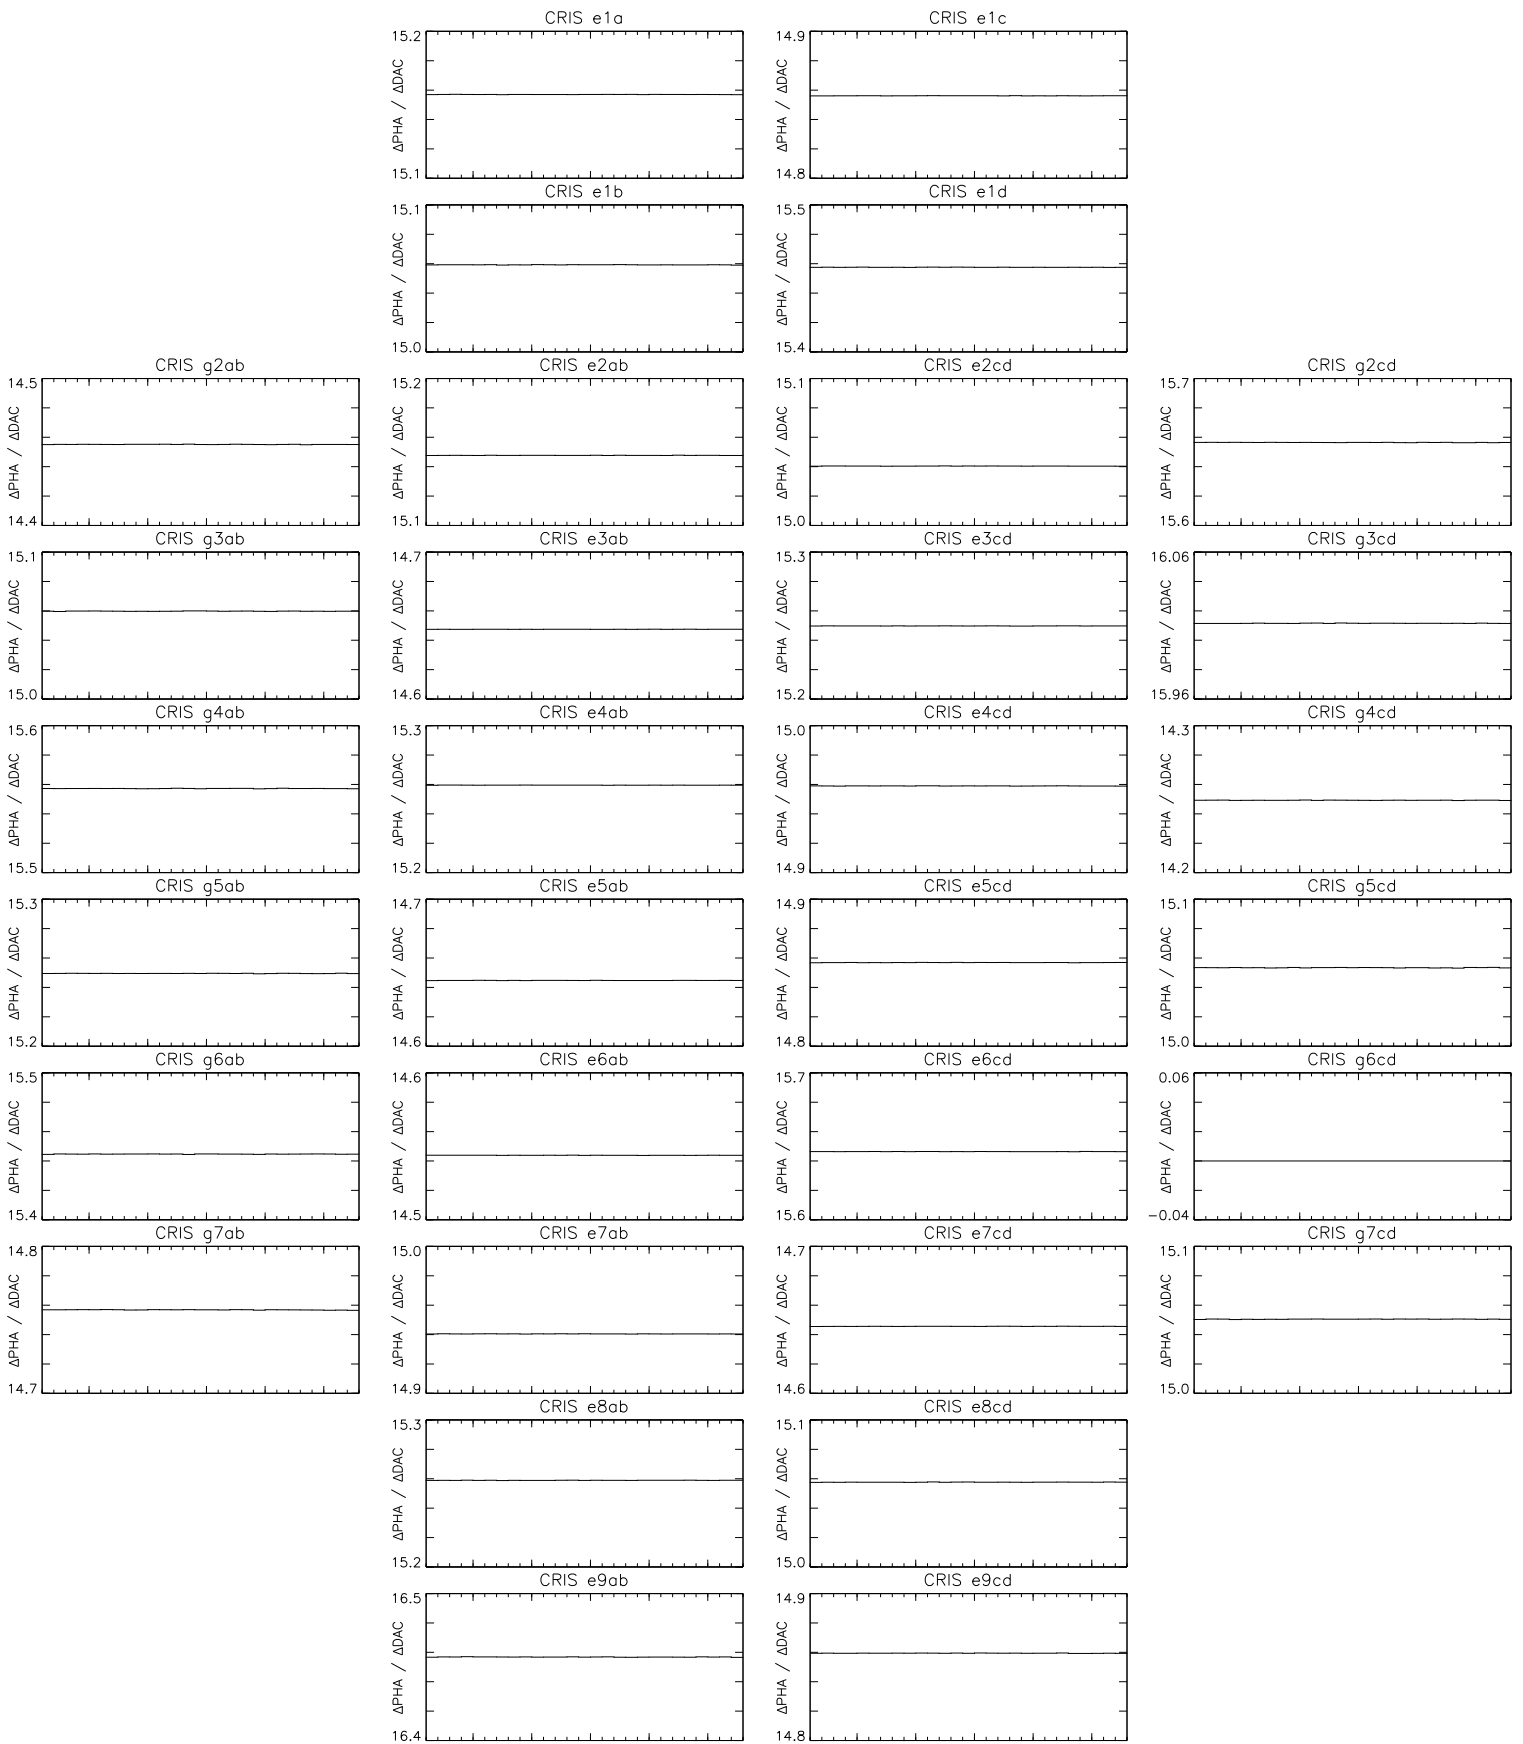 CRIS e1a
CRIS e1c
15.2
ΔPHA / ΔDAC
15.1
14.9
ΔPHA / ΔDAC
14.8
CRIS e1b
CRIS e1d
15.1
ΔPHA / ΔDAC
15.0
15.5
ΔPHA / ΔDAC
15.4
CRIS g2ab
CRIS e2ab
CRIS e2cd
CRIS g2cd
14.5
ΔPHA / ΔDAC
14.4
15.2
ΔPHA / ΔDAC
15.1
15.1
ΔPHA / ΔDAC
15.0
15.7
ΔPHA / ΔDAC
15.6
CRIS g3ab
CRIS e3ab
CRIS e3cd
CRIS g3cd
15.1
ΔPHA / ΔDAC
15.0
14.7
ΔPHA / ΔDAC
14.6
15.3
ΔPHA / ΔDAC
15.2
16.06
ΔPHA / ΔDAC
15.96
CRIS g4ab
CRIS e4ab
CRIS e4cd
CRIS g4cd
15.6
ΔPHA / ΔDAC
15.5
15.3
ΔPHA / ΔDAC
15.2
15.0
ΔPHA / ΔDAC
14.9
14.3
ΔPHA / ΔDAC
14.2
CRIS g5ab
CRIS e5ab
CRIS e5cd
CRIS g5cd
15.3
ΔPHA / ΔDAC
15.2
14.7
ΔPHA / ΔDAC
14.6
14.9
ΔPHA / ΔDAC
14.8
15.1
ΔPHA / ΔDAC
15.0
CRIS g6ab
CRIS e6ab
CRIS e6cd
CRIS g6cd
15.5
ΔPHA / ΔDAC
15.4
14.6
ΔPHA / ΔDAC
14.5
15.7
ΔPHA / ΔDAC
15.6
0.06
ΔPHA / ΔDAC
−0.04
CRIS g7ab
CRIS e7ab
CRIS e7cd
CRIS g7cd
14.8
ΔPHA / ΔDAC
14.7
15.0
ΔPHA / ΔDAC
14.9
14.7
ΔPHA / ΔDAC
14.6
15.1
ΔPHA / ΔDAC
15.0
CRIS e8ab
CRIS e8cd
15.3
ΔPHA / ΔDAC
15.2
15.1
ΔPHA / ΔDAC
15.0
CRIS e9ab
CRIS e9cd
16.5
ΔPHA / ΔDAC
16.4
14.9
ΔPHA / ΔDAC
14.8